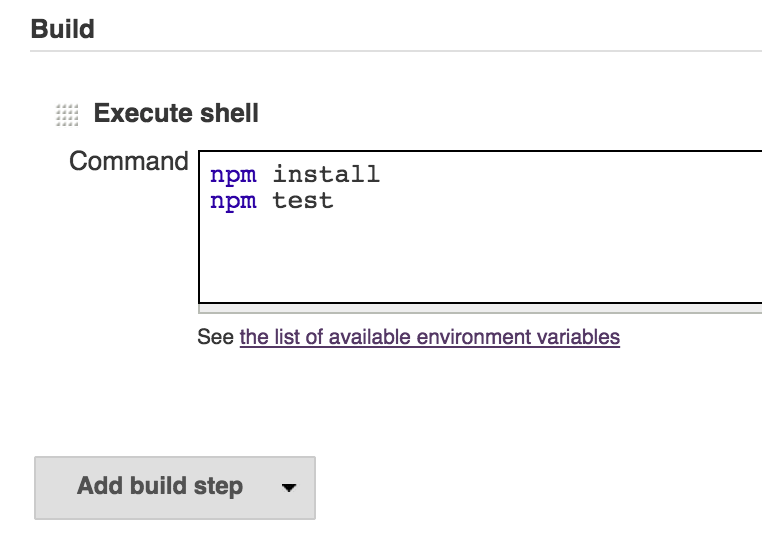 Build
Execute shell
Command
npm install
npm test
See the list of available environment variables
Add build step